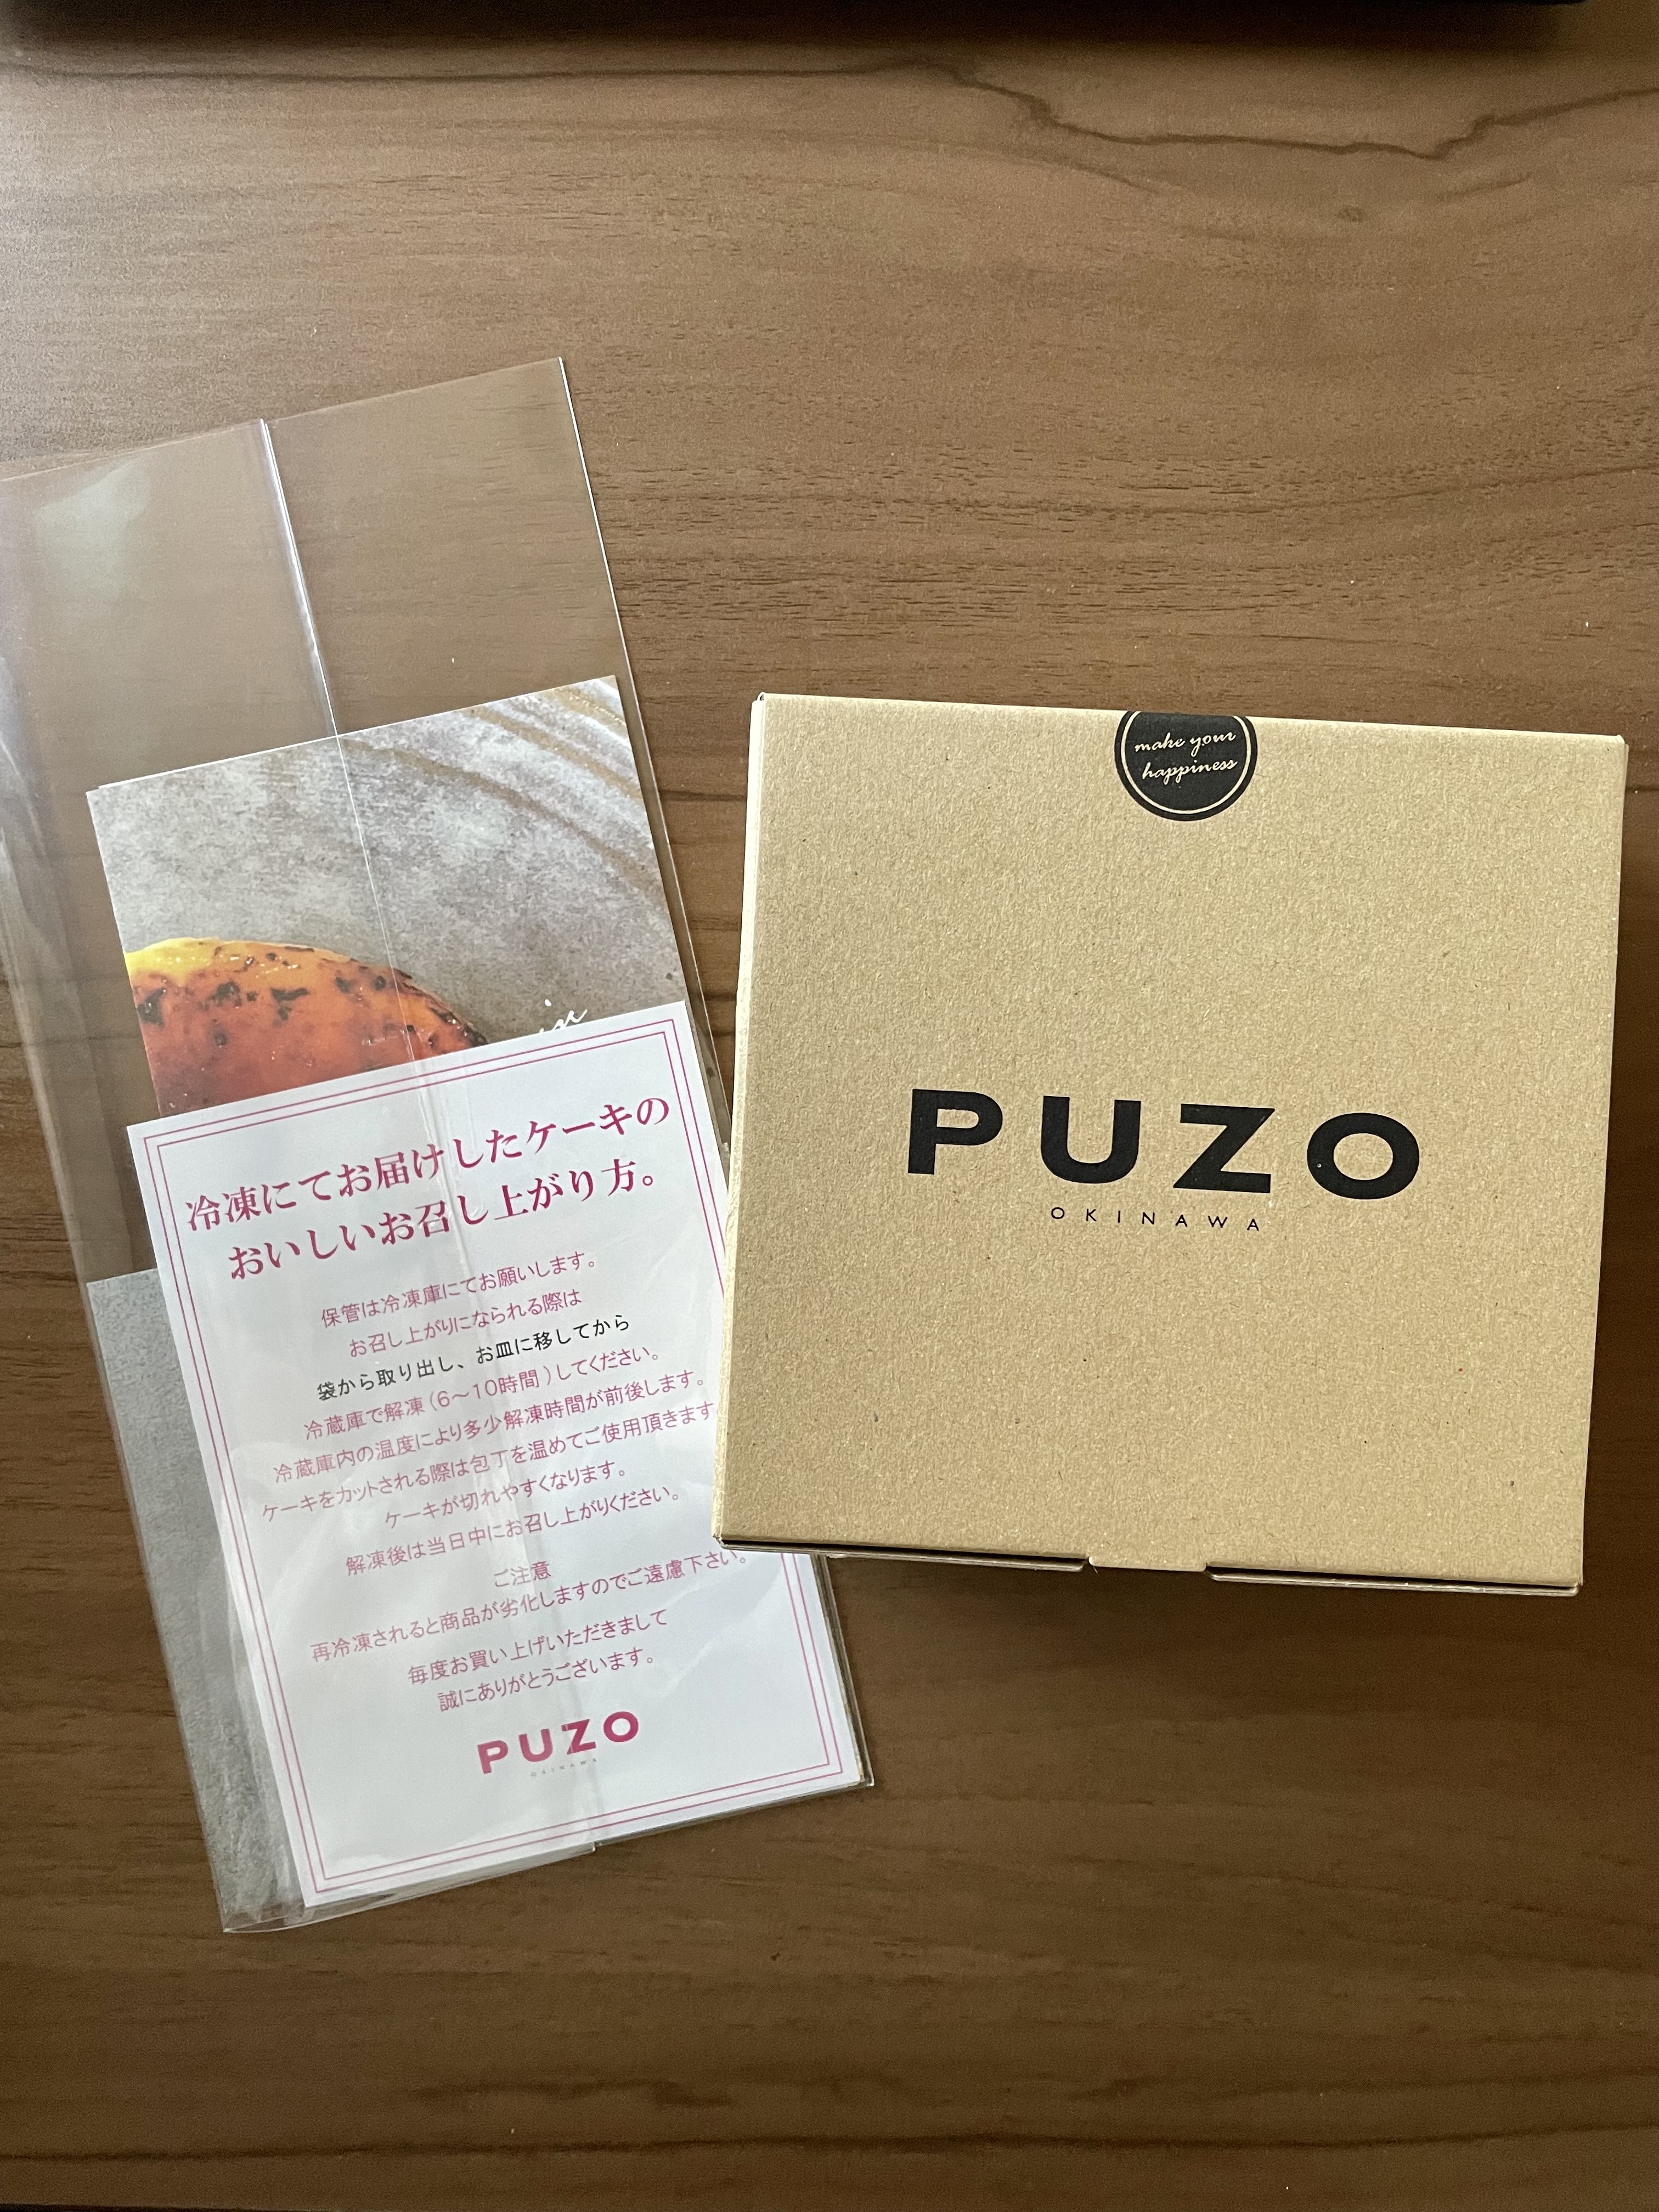 冷凍にてお届けしたケーキの
おいしいお召し上がり方。
保管は冷凍庫にてお願いします。
お召し上がりになられる際は
袋から取り出し、お皿に移してから
冷蔵庫で解凍(6〜10時間)してください。
冷蔵庫内の温度により多少解凍時間が前後します。
ケーキをカットされる際は包丁を温めてご使用頂きます
ケーキが切れやすくなります。
解凍後は当日中にお召し上がりください。
ご注意
再冷凍されると商品が劣化しますのでご遠慮下さい。
毎度お買い上げいただきまして
誠にありがとうございます。
PUZO
OKINAWA
make your
happiness
PUZO
OKINAWA